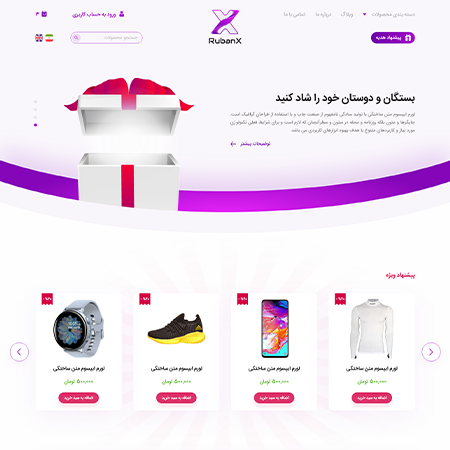 دسته بندی محصولات
وبلاگ
درباره ما
تماس با ما
RubanX
ورود به حساب کاربری
۳
پیشنهاد هدیه
جستجوی محصولات
بستگان و دوستان خود را شاد کنید
لورم ایپسوم متن ساختگی با تولید سادگی نامفهوم از صنعت چاپ و با استفاده از طراحان گرافیک است.
چاپگرها و متون بلکه روزنامه و مجله در ستون و سطرآنچنان که لازم است و برای شرایط فعلی تکنولوژی
مورد نیاز و کاربردهای متنوع با هدف بهبود ابزارهای کاربردی می باشد
توضیحات بیشتر
پیشنهاد ویژه
لورم ایپسوم متن ساختگی
۵۰۰,۰۰۰ تومان
اضافه به سبد خرید
لورم ایپسوم متن ساختگی
۵۰۰,۰۰۰ تومان
اضافه به سبد خرید
لورم ایپسوم متن ساختگی
۵۰۰,۰۰۰ تومان
اضافه به سبد خرید
لورم ایپسوم متن ساختگی
۵۰۰,۰۰۰ تومان
اضافه به سبد خرید